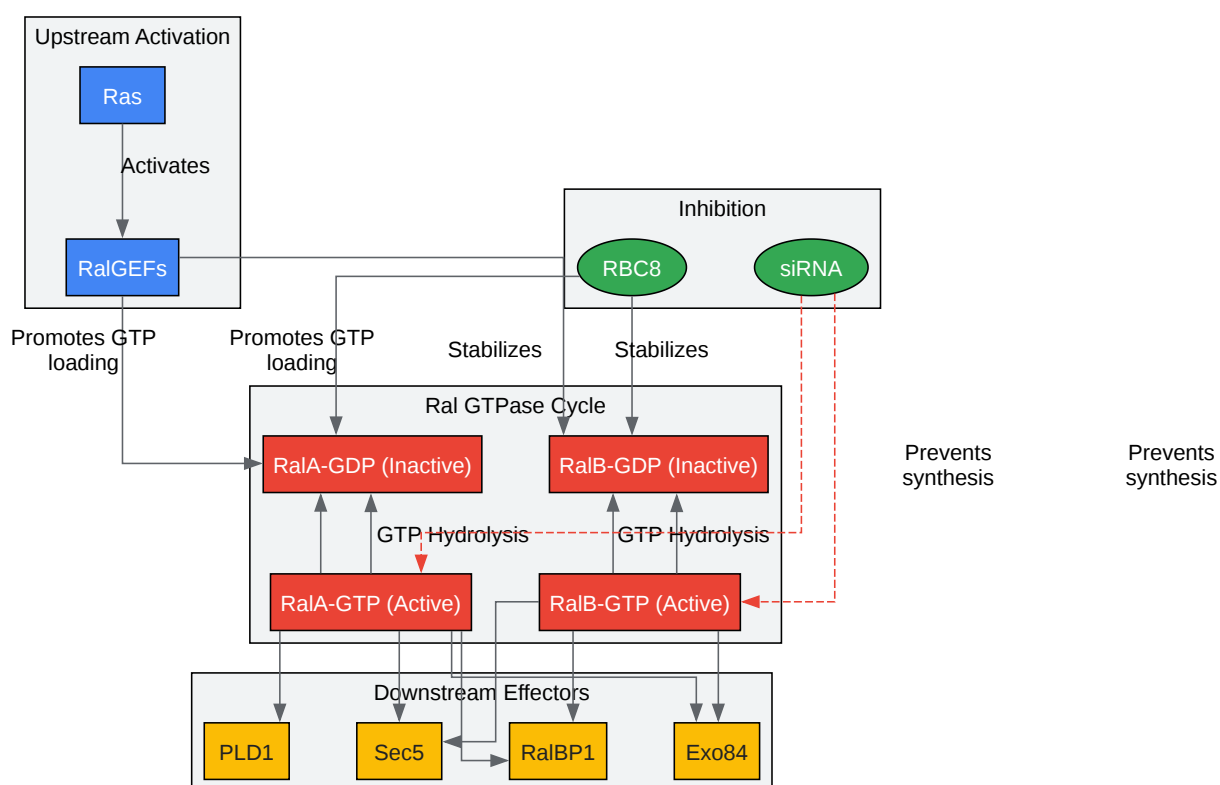 Upstream Activation
Ras
Activates
Inhibition
RalGEFs
RBC8
siRNA
Promotes GTP
loading
Promotes GTP
loading
Stabilizes
Stabilizes
Ral GTPase Cycle
RalA-GDP (Inactive)
RalB-GDP (Inactive)
Prevents
synthesis
Prevents
synthesis
GTP Hydrolysis
GTP Hydrolysis
RalA-GTP (Active)
RalB-GTP (Active)
Downstream Effectors
PLD1
Sec5
RalBP1
Exo84